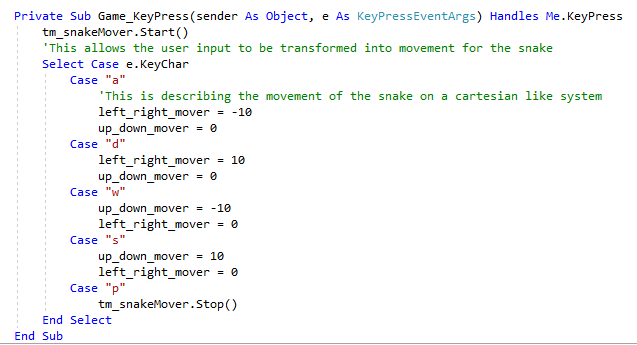 Private Sub Game_KeyPress(sender As Object, e As KeyPressEventArgs) Handles Me.KeyPress
tm_snakeMover.Start()
'This allows the user input to be transformed into movement for the snake
Select Case e.KeyChar
Case "a"
'This is describing the movement of the snake on a cartesian like system
left_right_mover = -10
up_down_mover = 0
Case "d"
left_right_mover = 10
up_down_mover = 0
Case "w"
up_down_mover = -10
left_right_mover = 0
Case "s"
up_down_mover = 10
left_right_mover = 0
Case "p"
tm_snakeMover.Stop()
End Select
End Sub